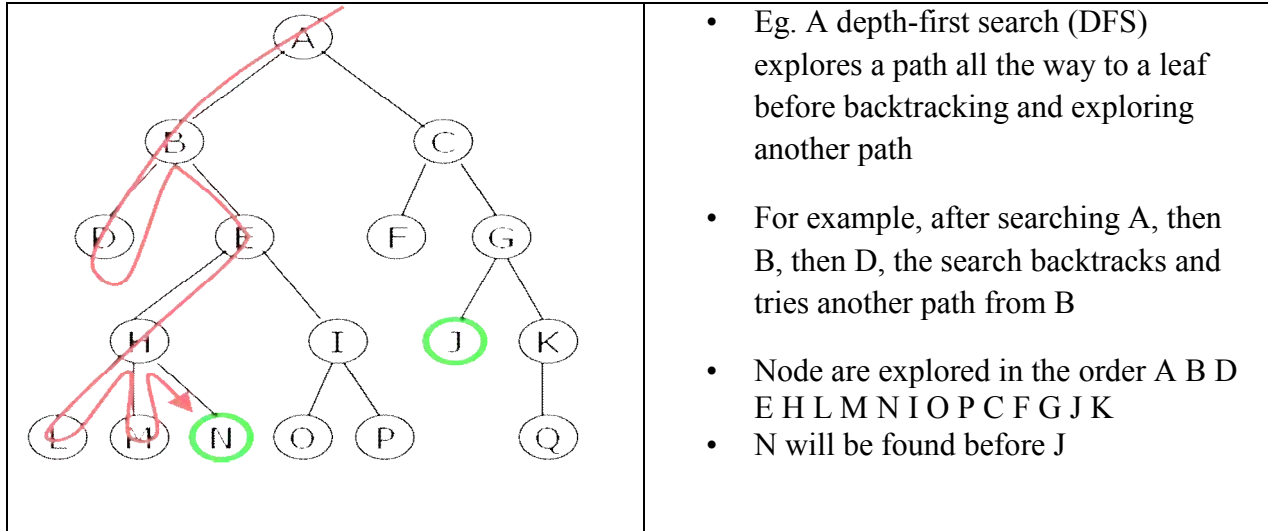 A
B C
D E F G
H I J K
L M N O P Q
• Eg. A depth-first search (DFS)
explores a path all the way to a leaf
before backtracking and exploring
another path
• For example, after searching A, then
B, then D, the search backtracks and
tries another path from B
• Node are explored in the order A B D
E H L M N I O P C F G J K
• N will be found before J